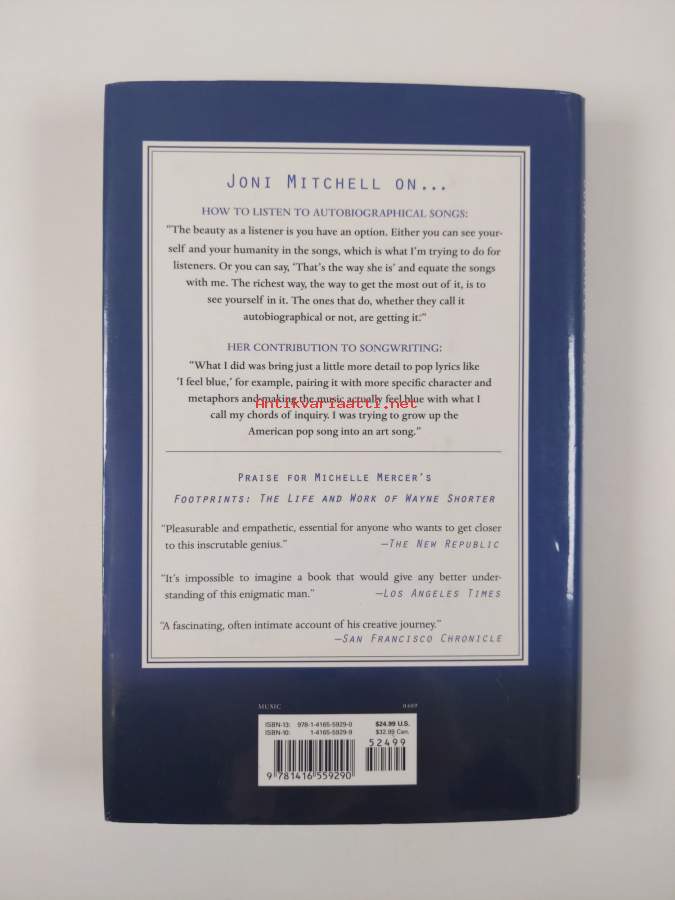 JONI MITCHELL ON...
HOW TO LISTEN TO AUTOBIOGRAPHICAL SONGS:
“The beauty as a listener is you have an option. Either you can see your-
self and your humanity in the songs, which is what I’m trying to do for
listeners. Or you can say, ‘That’s the way she is’ and equate the songs
with me. The richest way, the way to get the most out of it, is to
see yourself in it. The ones that do, whether they call it
autobiographical or not, are getting it.”
HER CONTRIBUTION TO SONGWRITING:
“What I did was bring just a little more detail to pop lyrics like
‘I feel blue,’ for example, pairing it with more specific character and
metaphors and making the music actually feel blue with what I
Antikvariaatti.net
call my chords of inquiry. I was trying to grow up the
American pop song into an art song.”
PRAISE FOR MICHELLE MERCER’S
FOOTPRINTS: THE LIFE AND WORK OF WAYNE SHORTER
“Pleasurable and empathetic, essential for anyone who wants to get closer
to this inscrutable genius.” —THE NEW REPUBLIC
“It’s impossible to imagine a book that would give any better under-
standing of this enigmatic man.” —LOS ANGELES TIMES
“A fascinating, often intimate account of his creative journey.”
—SAN FRANCISCO CHRONICLE
MUSIC 0409
ISBN-13: 978-1-4165-5929-0 $24.99 U.S.
ISBN-10: 1-4165-5929-9 $32.99 Can.
52499
9 781416 559290